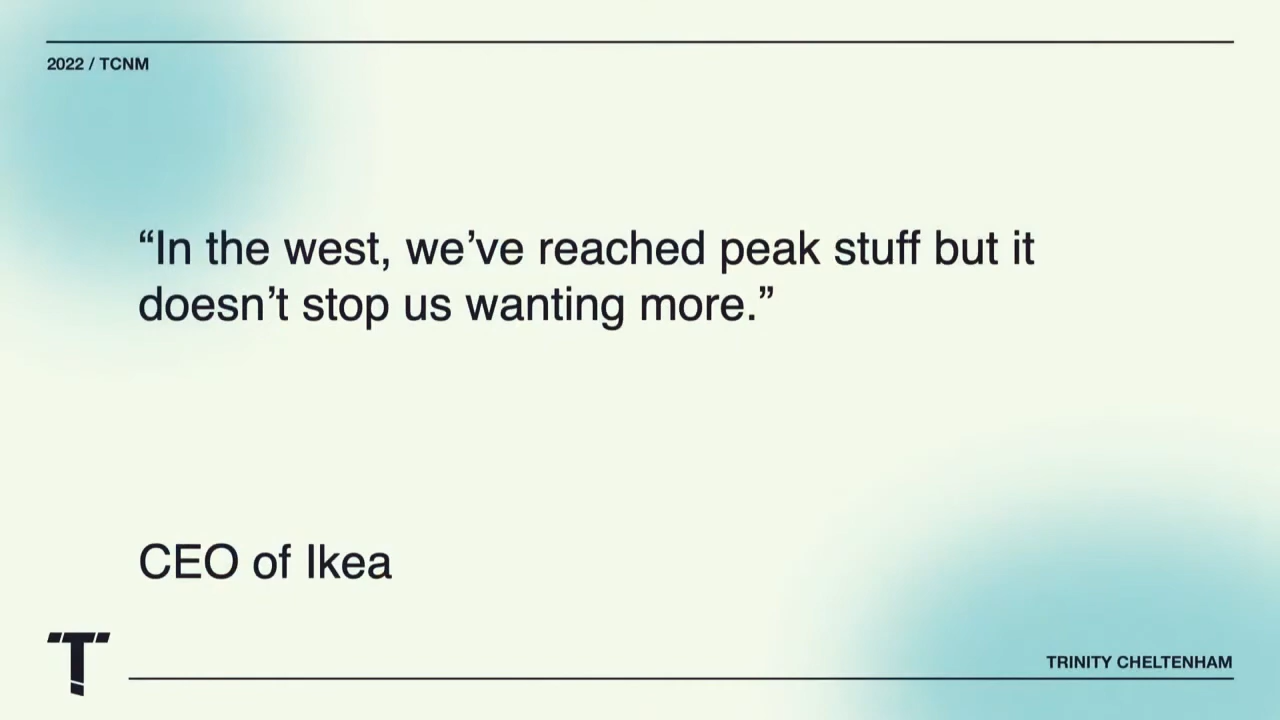 2022 / TCNM
“In the west, we’ve reached peak stuff but it
doesn’t stop us wanting more.”
CEO of Ikea
T
TRINITY CHELTENHAM